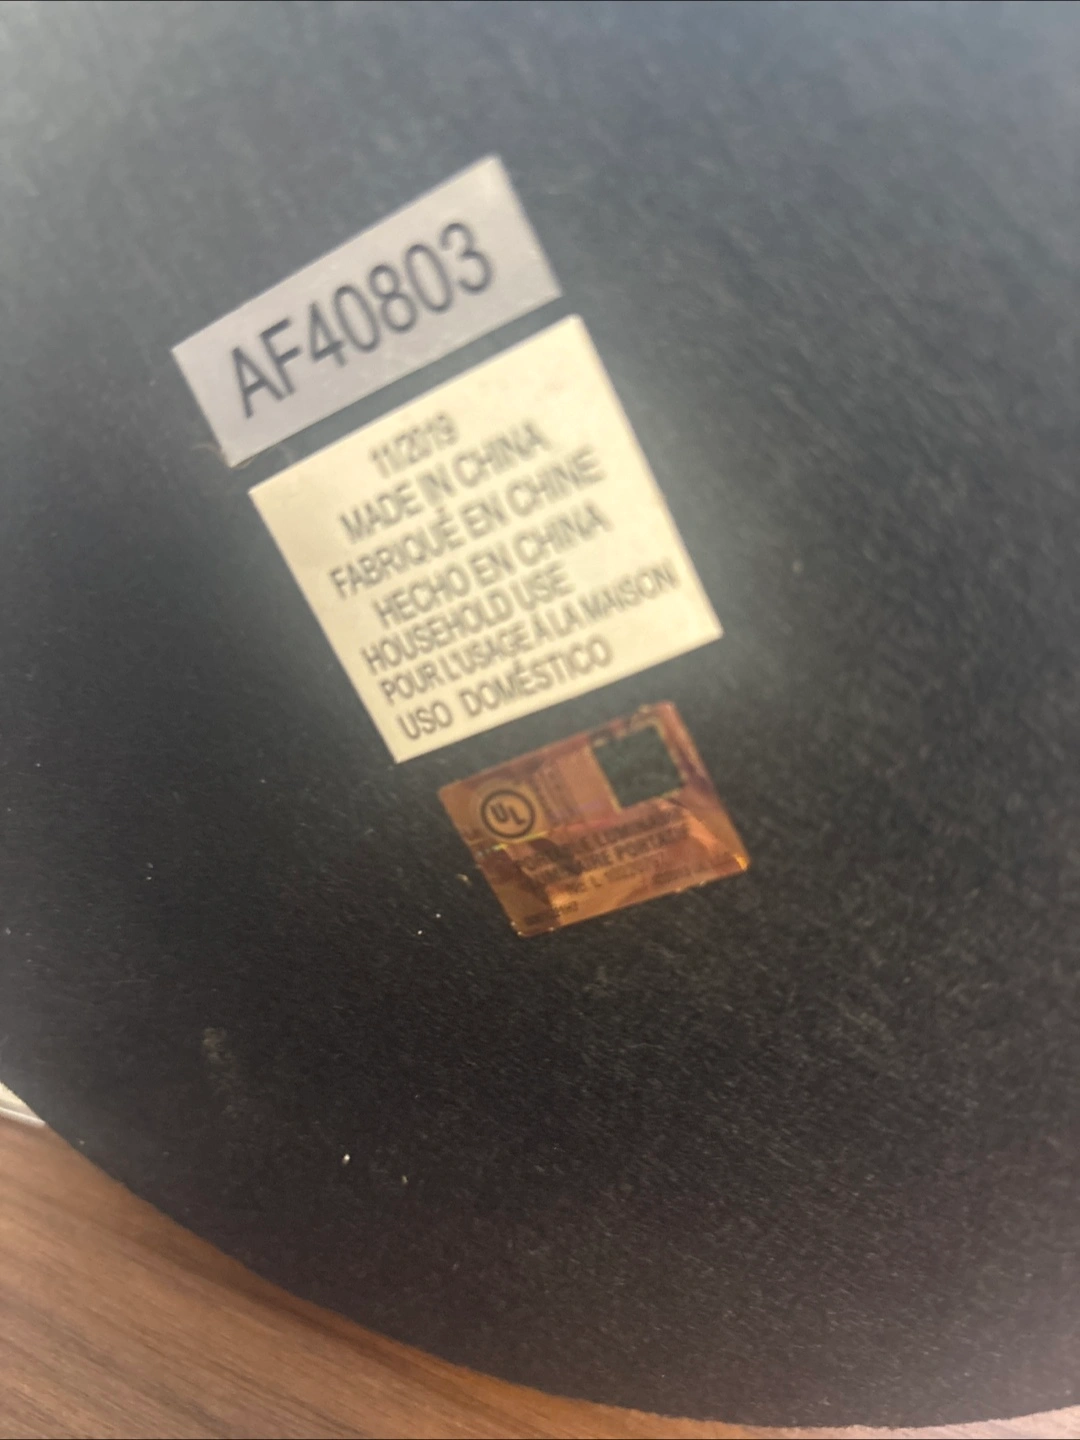 AF40803
11/2019
MADE IN CHINA
FABRIQUÉ EN CHINE
HECHO EN CHINA
HOUSEHOLD USE
POUR L'USAGE À LA MAISON
USO DOMÉSTICO
UL